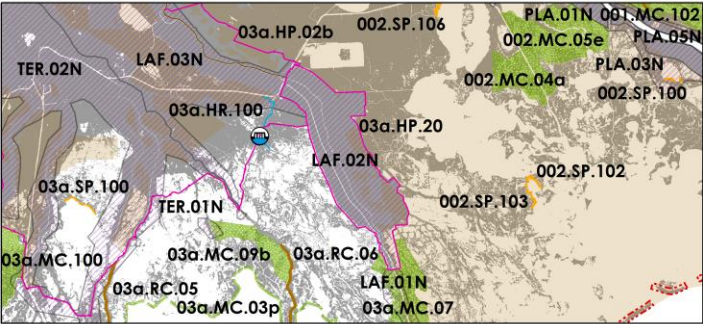 PLA.01N 001.MC.102
002.SP.106
03a.HP.02b
002.MC.05e
PLA.05N
LAF.03N
PLA.03N
TER.02N
002.MC.04a
002.SP.100
03a.HR.100
03a.HP.20
LAF.02N
002.SP.102
03a.SP.100
002.SP.103
TER.01N
03a.MC.09b
03a.RC.06
03a.MC.100
LAF.01N
03a.RC.05
03a.MC.03p
03a.MC.07